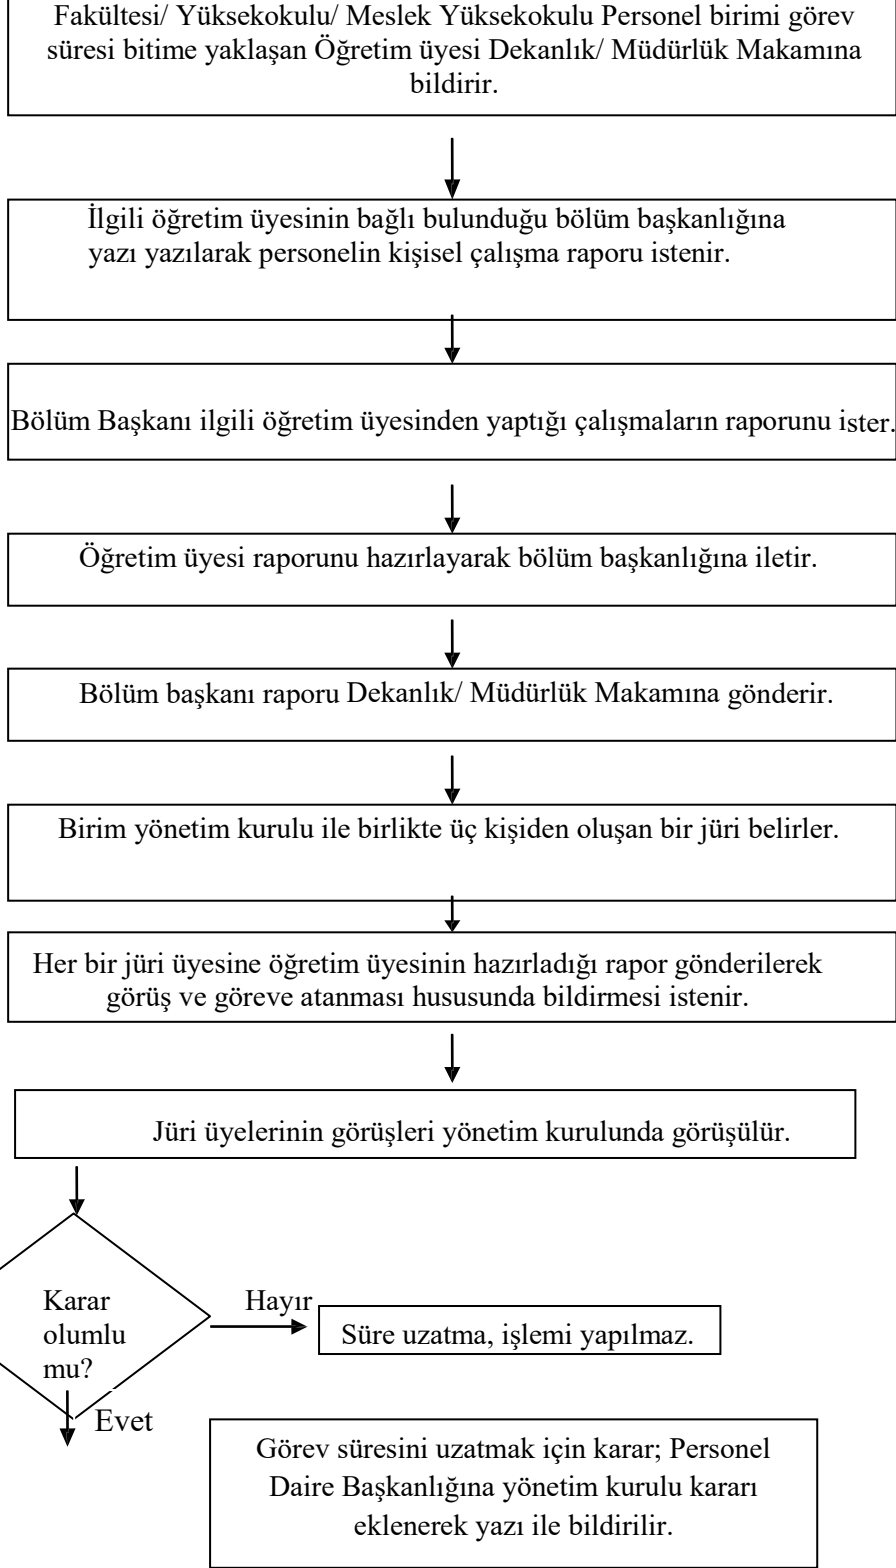 Fakültesi/ Yüksekokulu/ Meslek Yüksekokulu Personel birimi görev
süresi bitime yaklaşan Öğretim üyesi Dekanlık/ Müdürlük Makamına
bildirir.
İlgili öğretim üyesinin bağlı bulunduğu bölüm başkanlığına
yazı yazılarak personelin kişisel çalışma raporu istenir.
Bölüm Başkanı ilgili öğretim üyesinden yaptığı çalışmaların raporunu ister.
Öğretim üyesi raporunu hazırlayarak bölüm başkanlığına iletir.
Bölüm başkanı raporu Dekanlık/ Müdürlük Makamına gönderir.
Birim yönetim kurulu ile birlikte üç kişiden oluşan bir jüri belirler.
Her bir jüri üyesine öğretim üyesinin hazırladığı rapor gönderilerek
görüş ve göreve atanması hususunda bildirmesi istenir.
Jüri üyelerinin görüşleri yönetim kurulunda görüşülür.
Karar
olumlu
mu?
Hayır
Süre uzatma, işlemi yapılmaz.
Evet
Görev süresini uzatmak için karar; Personel
Daire Başkanlığına yönetim kurulu kararı
eklenerek yazı ile bildirilir.